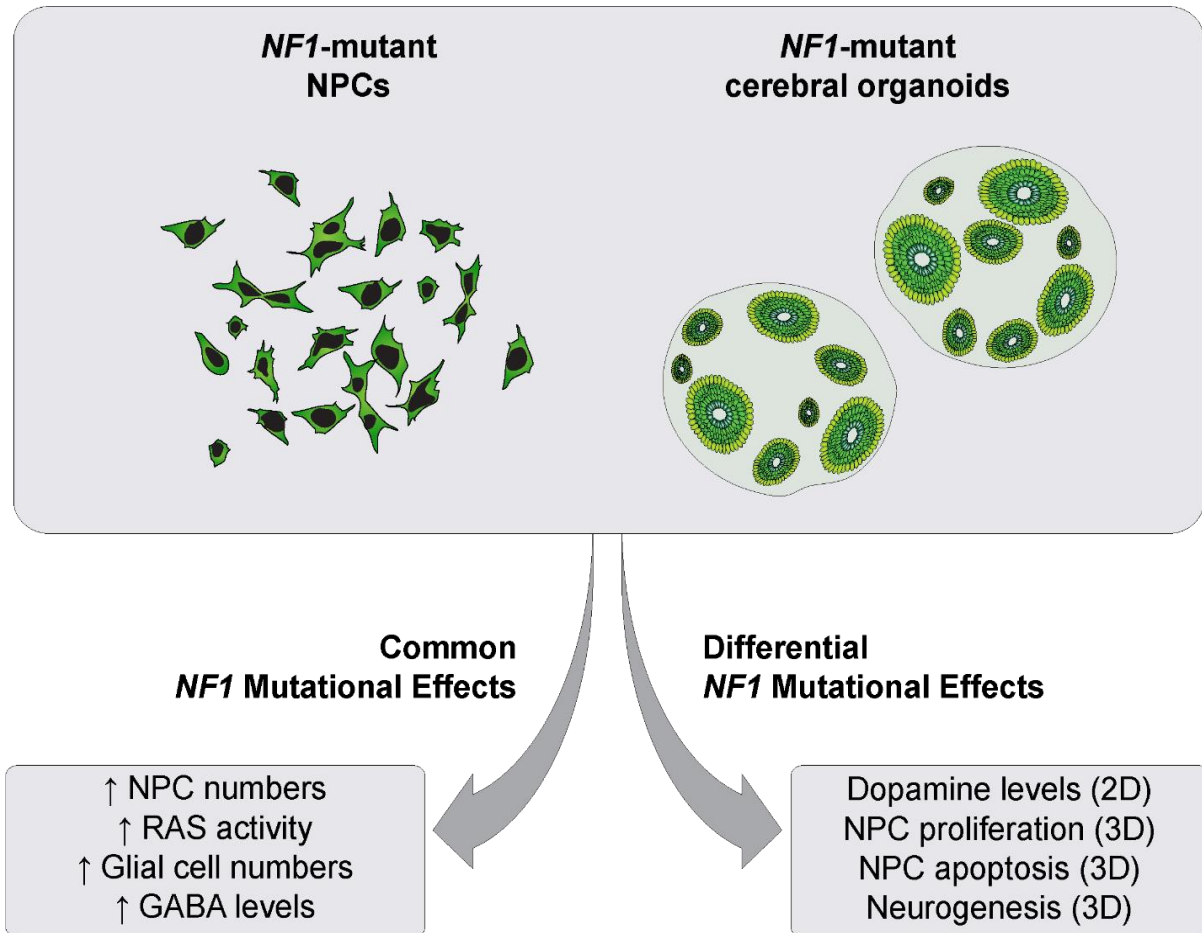 NF1-mutant
NPCs
NF1-mutant
cerebral organoids
Common
NF1 Mutational Effects
Differential
NF1 Mutational Effects
↑ NPC numbers
↑ RAS activity
↑ Glial cell numbers
↑ GABA levels
Dopamine levels (2D)
NPC proliferation (3D)
NPC apoptosis (3D)
Neurogenesis (3D)